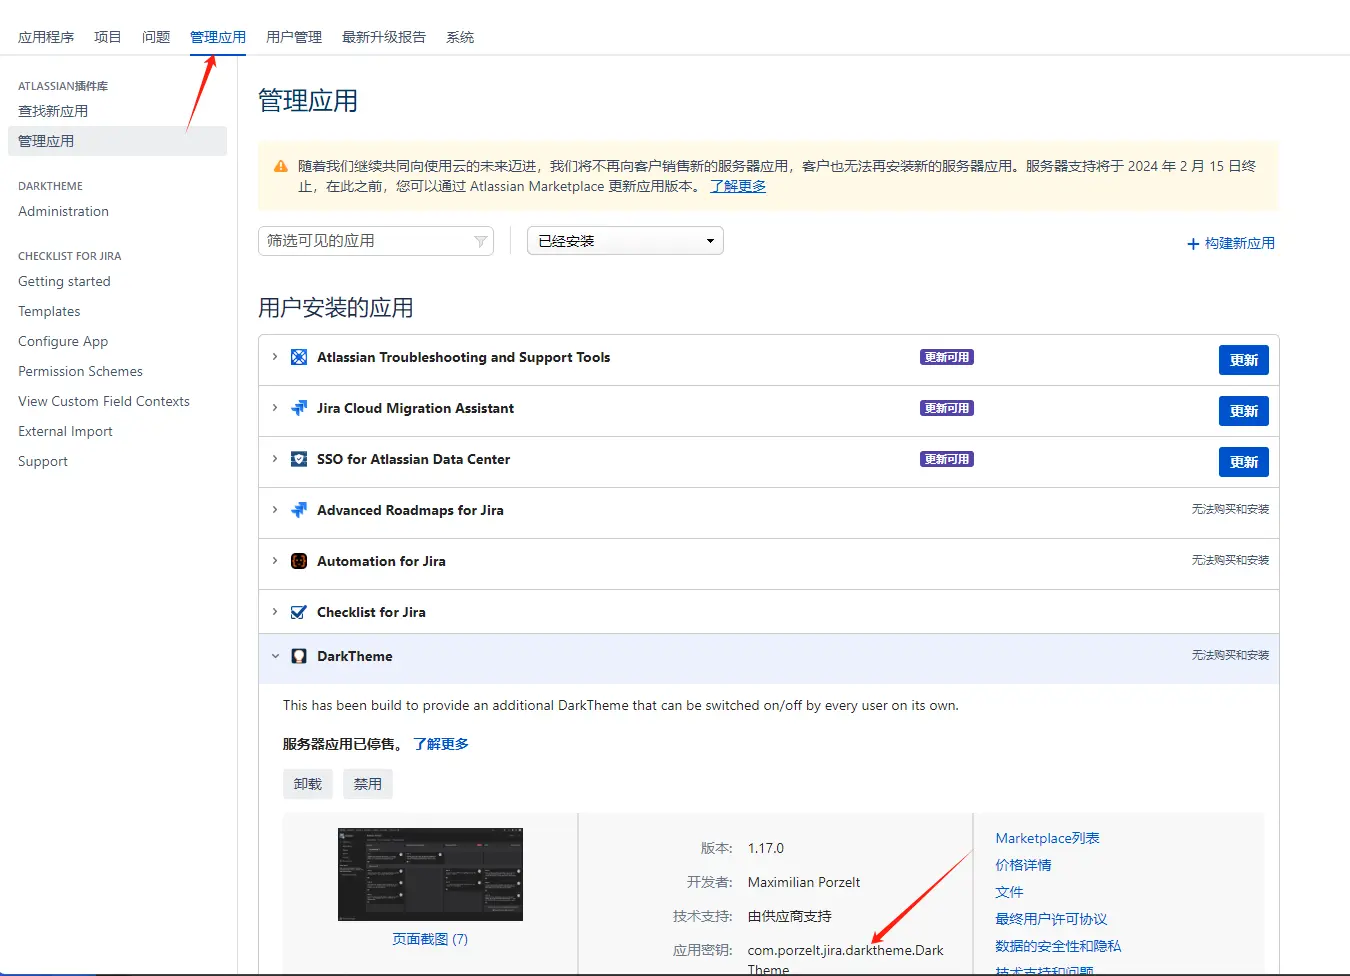 应用程序 项目 问题 管理应用 用户管理 最新升级报告 系统
ATLASSIAN插件库
查找新应用
管理应用
DARKTHEME
Administration
CHECKLIST FOR JIRA
Getting started
Templates
Configure App
Permission Schemes
View Custom Field Contexts
External Import
Support
管理应用
随着我们继续共同向使用云的未来迈进，我们将不再向客户销售新的服务器应用，客户也无法再安装新的服务器应用。服务器支持将于 2024 年 2 月 15 日终
止，在此之前，您可以通过 Atlassian Marketplace 更新应用版本。 了解更多
筛选可见的应用 已经安装 + 构建新应用
用户安装的应用
Atlassian Troubleshooting and Support Tools 更新可用 更新
Jira Cloud Migration Assistant 更新可用 更新
SSO for Atlassian Data Center 更新可用 更新
Advanced Roadmaps for Jira 无法购买和安装
Automation for Jira 无法购买和安装
Checklist for Jira
DarkTheme 无法购买和安装
This has been build to provide an additional DarkTheme that can be switched on/off by every user on its own.
服务器应用已停售。 了解更多
卸载 禁用
页面截图 (7)
版本: 1.17.0
开发者: Maximilian Porzelt
技术支持: 由供应商支持
应用密钥: com.porzelt.jira.darktheme.Dark
Theme
Marketplace列表
价格详情
文件
最终用户许可协议
数据的安全性和隐私
技术支持和问题